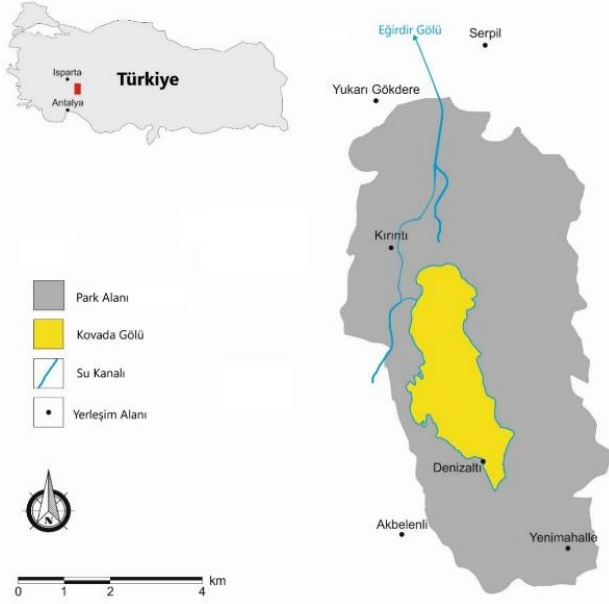 Isparta
Türkiye
Antalya
Eğirdir Gölü
Serpil
Yukarı Gökdere
Kırıntı
Park Alanı
Kovada Gölü
Su Kanalı
Yerleşim Alanı
Denizaltı
Akbelenli
Yenimahalle
N
km
0 1 2 4